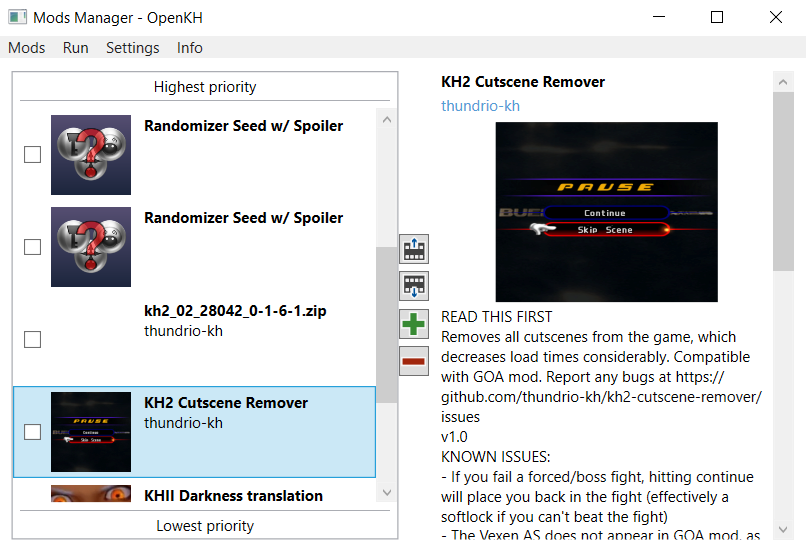 Mods Manager - OpenKH
Mods Run Settings Info
Highest priority
Randomizer Seed w/ Spoiler
Randomizer Seed w/ Spoiler
kh2_02_28042_0-1-6-1.zip
thundrio-kh
PAUSE
Continue
Skip Scene
KH2 Cutscene Remover
thundrio-kh
KHII Darkness translation
Lowest priority
KH2 Cutscene Remover
thundrio-kh
PAUSE
Continue
Skip Scene
READ THIS FIRST
Removes all cutscenes from the game, which
decreases load times considerably. Compatible
with GOA mod. Report any bugs at https://
github.com/thundrio-kh/kh2-cutscene-remover/
issues
v1.0
KNOWN ISSUES:
- If you fail a forced/boss fight, hitting continue
will place you back in the fight (effectively a
softlock if you can't beat the fight)
- The Vexen AS does not appear in GOA mod, as